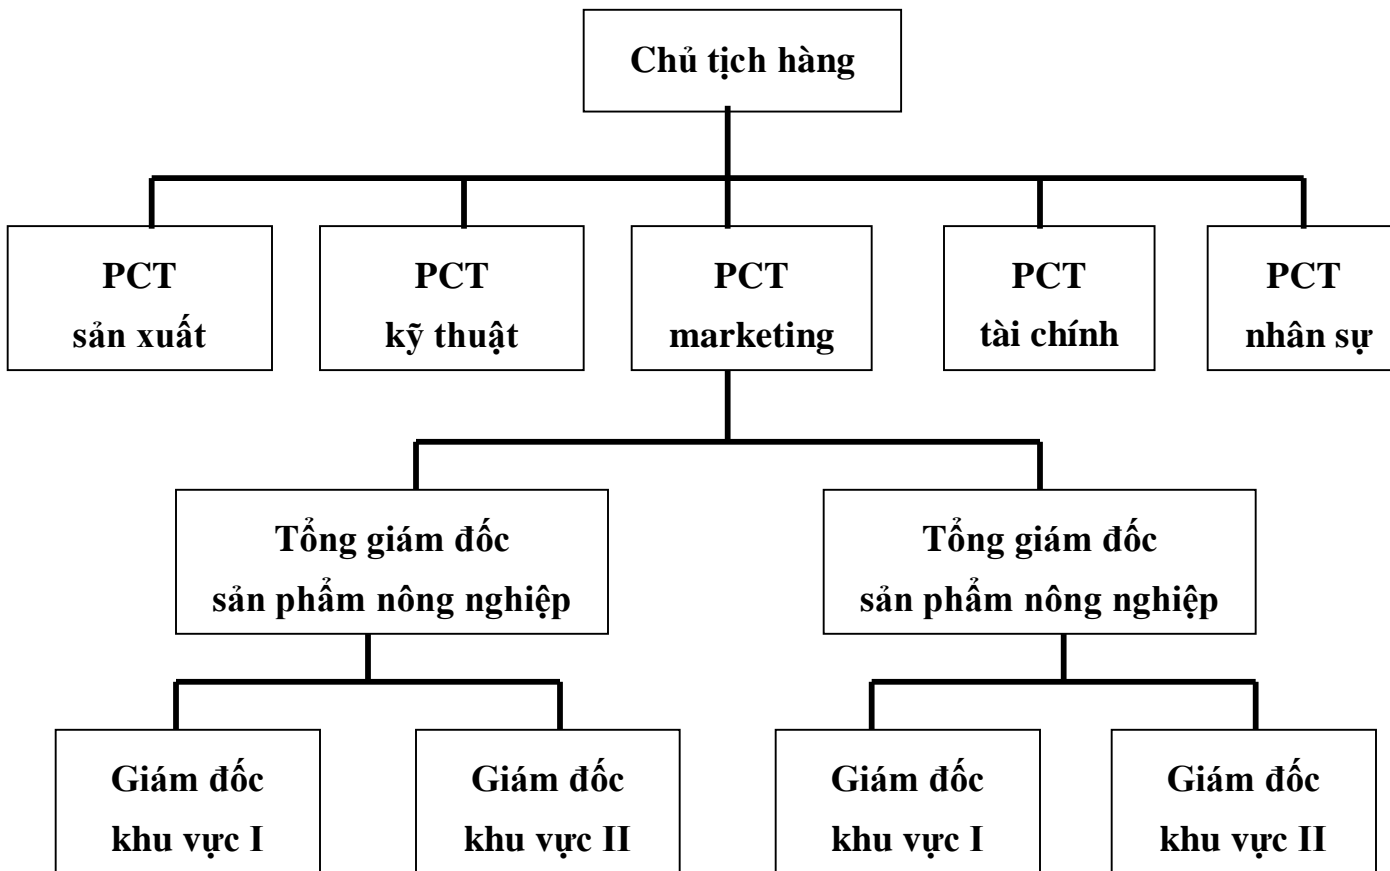 Chủ tịch hàng
PCT
sản xuất
PCT
kỹ thuật
PCT
marketing
PCT
tài chính
PCT
nhân sự
Tổng giám đốc
sản phẩm nông nghiệp
Tổng giám đốc
sản phẩm nông nghiệp
Giám đốc
khu vực I
Giám đốc
khu vực II
Giám đốc
khu vực I
Giám đốc
khu vực II